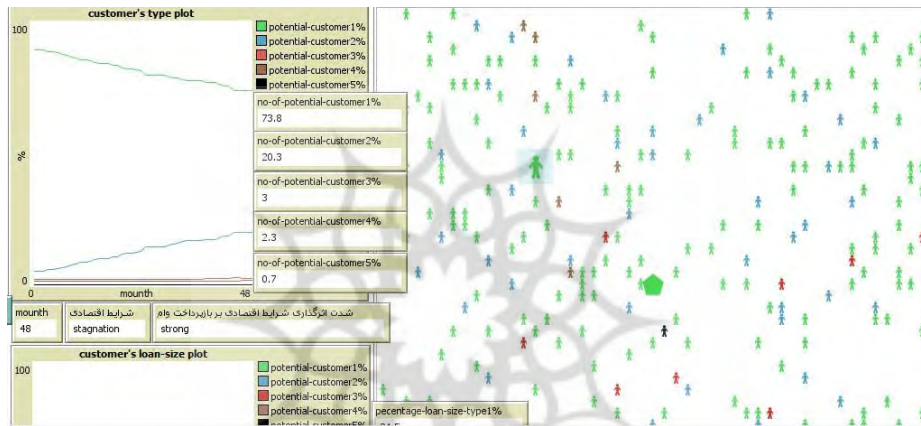 customer's type plot
100
%
0
0
mounth
48
potential-customer1%
potential-customer2%
potential-customer3%
potential-customer4%
potential-customer5%
no-of-potential-customer1%
73.8
no-of-potential-customer2%
20.3
no-of-potential-customer3%
3
no-of-potential-customer4%
2.3
no-of-potential-customer5%
0.7
mounth
48
شرایط اقتصادی
stagnation
شدت اثرگذاری شرایط اقتصادی بر بازپرداخت وام
strong
customer's loan-size plot
100
potential-customer1%
potential-customer2%
potential-customer3%
potential-customer4%
potential-customer5%
pecentage-loan-size-type1%